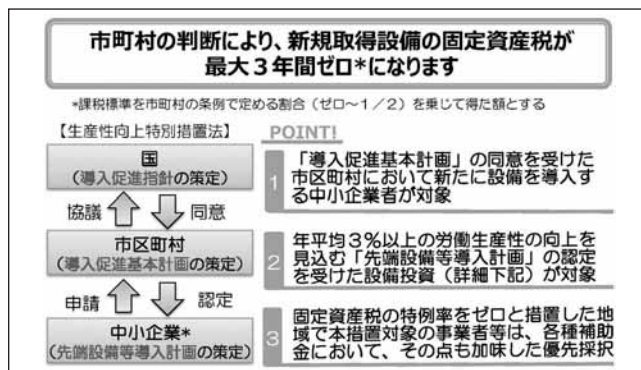 市町村の判断により、新規取得設備の固定資産税が
最大３年間ゼロ*になります
*課税標準を市町村の条例で定める割合（ゼロ～１／２）を乗じて得た額とする
【生産性向上特別措置法】
国
（導入促進指針の策定）
協議
同意
市区町村
（導入促進基本計画の策定）
申請
認定
中小企業*
（先端設備等導入計画の策定）
POINT!
1
「導入促進基本計画」の同意を受けた
市区町村において新たに設備を導入す
る中小企業者が対象
2
年平均３％以上の労働生産性の向上を
見込む「先端設備等導入計画」の認定
を受けた設備投資（詳細下記）が対象
3
固定資産税の特例率をゼロと措置した地
域で本措置対象の事業者等は、各種補助
金において、その点も加味した優先採択